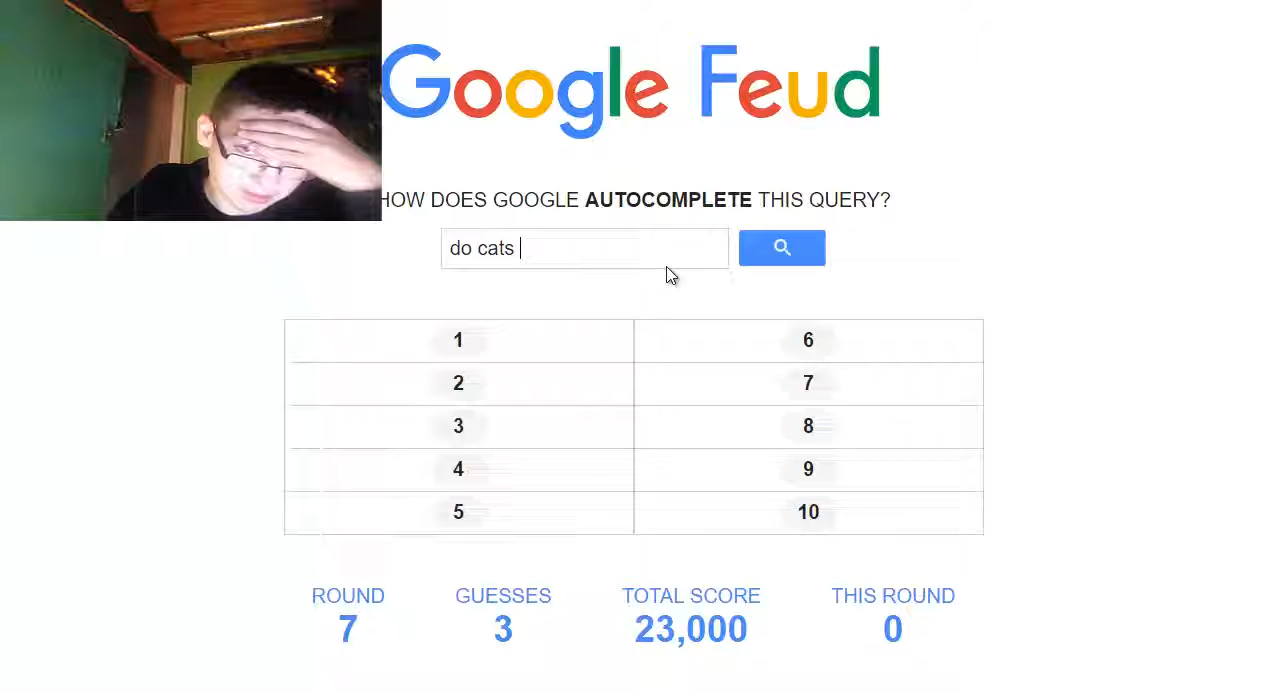 Google Feud
HOW DOES GOOGLE AUTOCOMPLETE THIS QUERY?
do cats
1 6
2 7
3 8
4 9
5 10
ROUND GUESSES TOTAL SCORE THIS ROUND
7 3 23,000 0